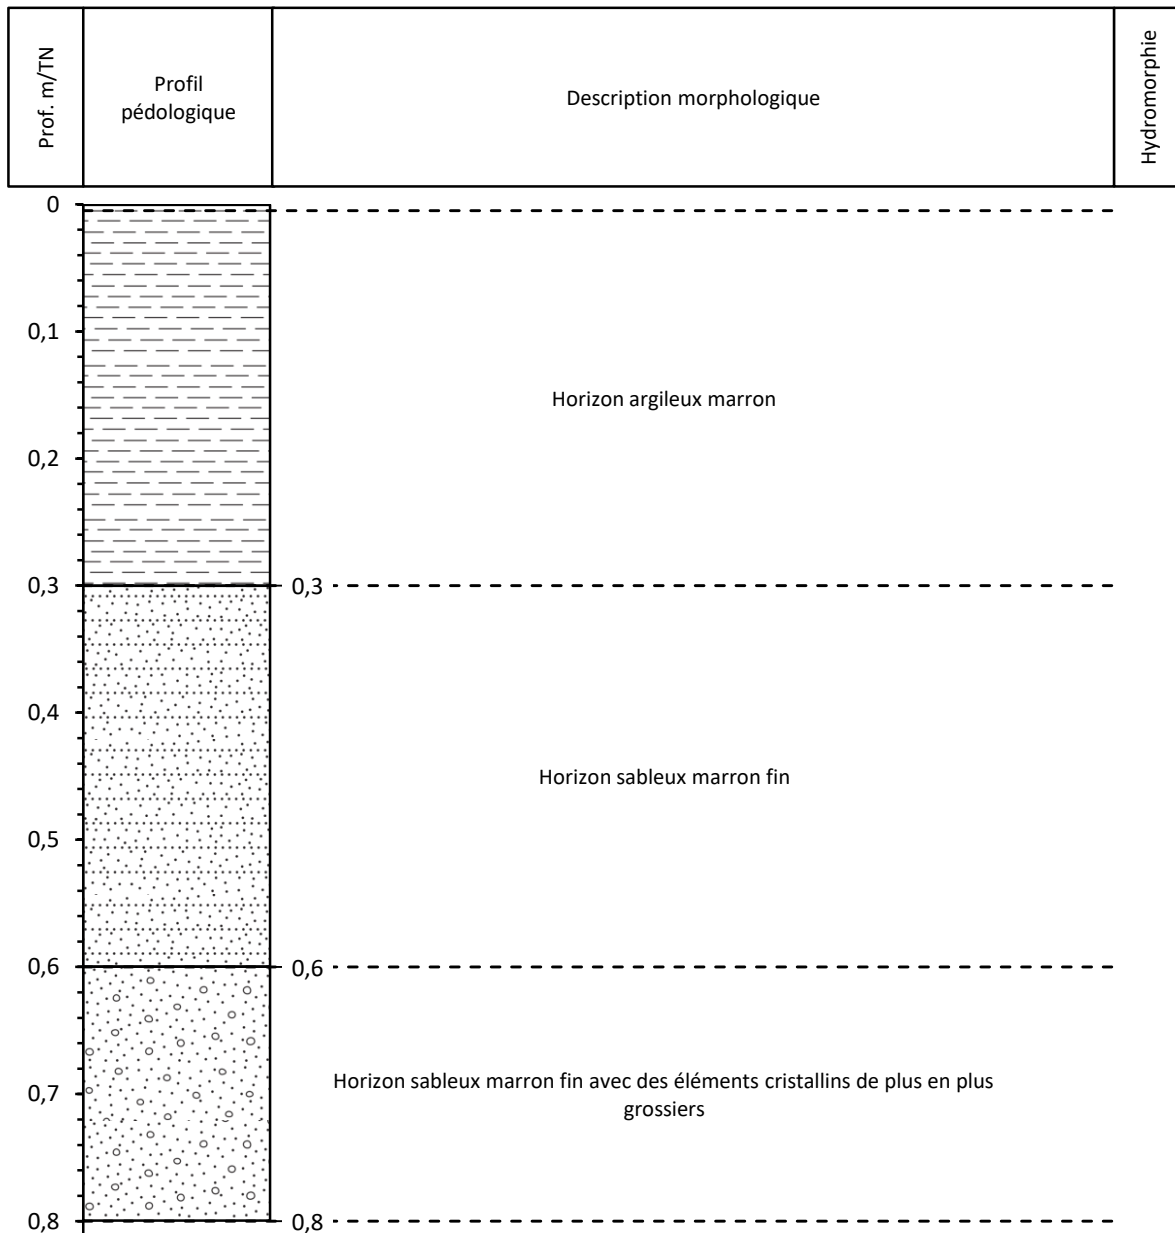 Prof. m/TN
Profil
pédologique
Description morphologique
Hydromorphie
0
0,1
Horizon argileux marron
0,2
0,3
0,3
0,4
Horizon sableux marron fin
0,5
0,6
0,6
0,7
Horizon sableux marron fin avec des éléments cristallins de plus en plus
grossiers
0,8
0,8